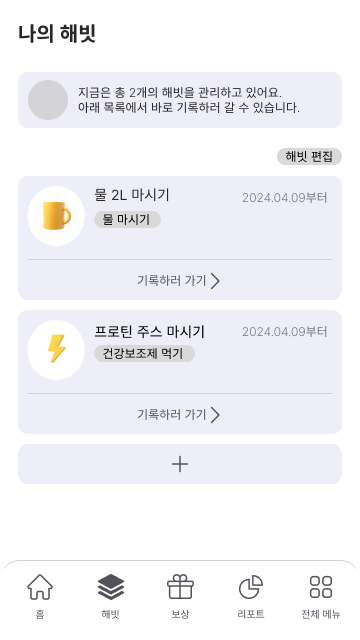 나의 해빗
지금은 총 2개의 해빗을 관리하고 있어요.
아래 목록에서 바로 기록하러 갈 수 있습니다.
해빗 편집
물 2L 마시기
2024.04.09부터
물 마시기
기록하러 가기
프로틴 주스 마시기
2024.04.09부터
건강보조제 먹기
기록하러 가기
홈
해빗
보상
리포트
전체 메뉴